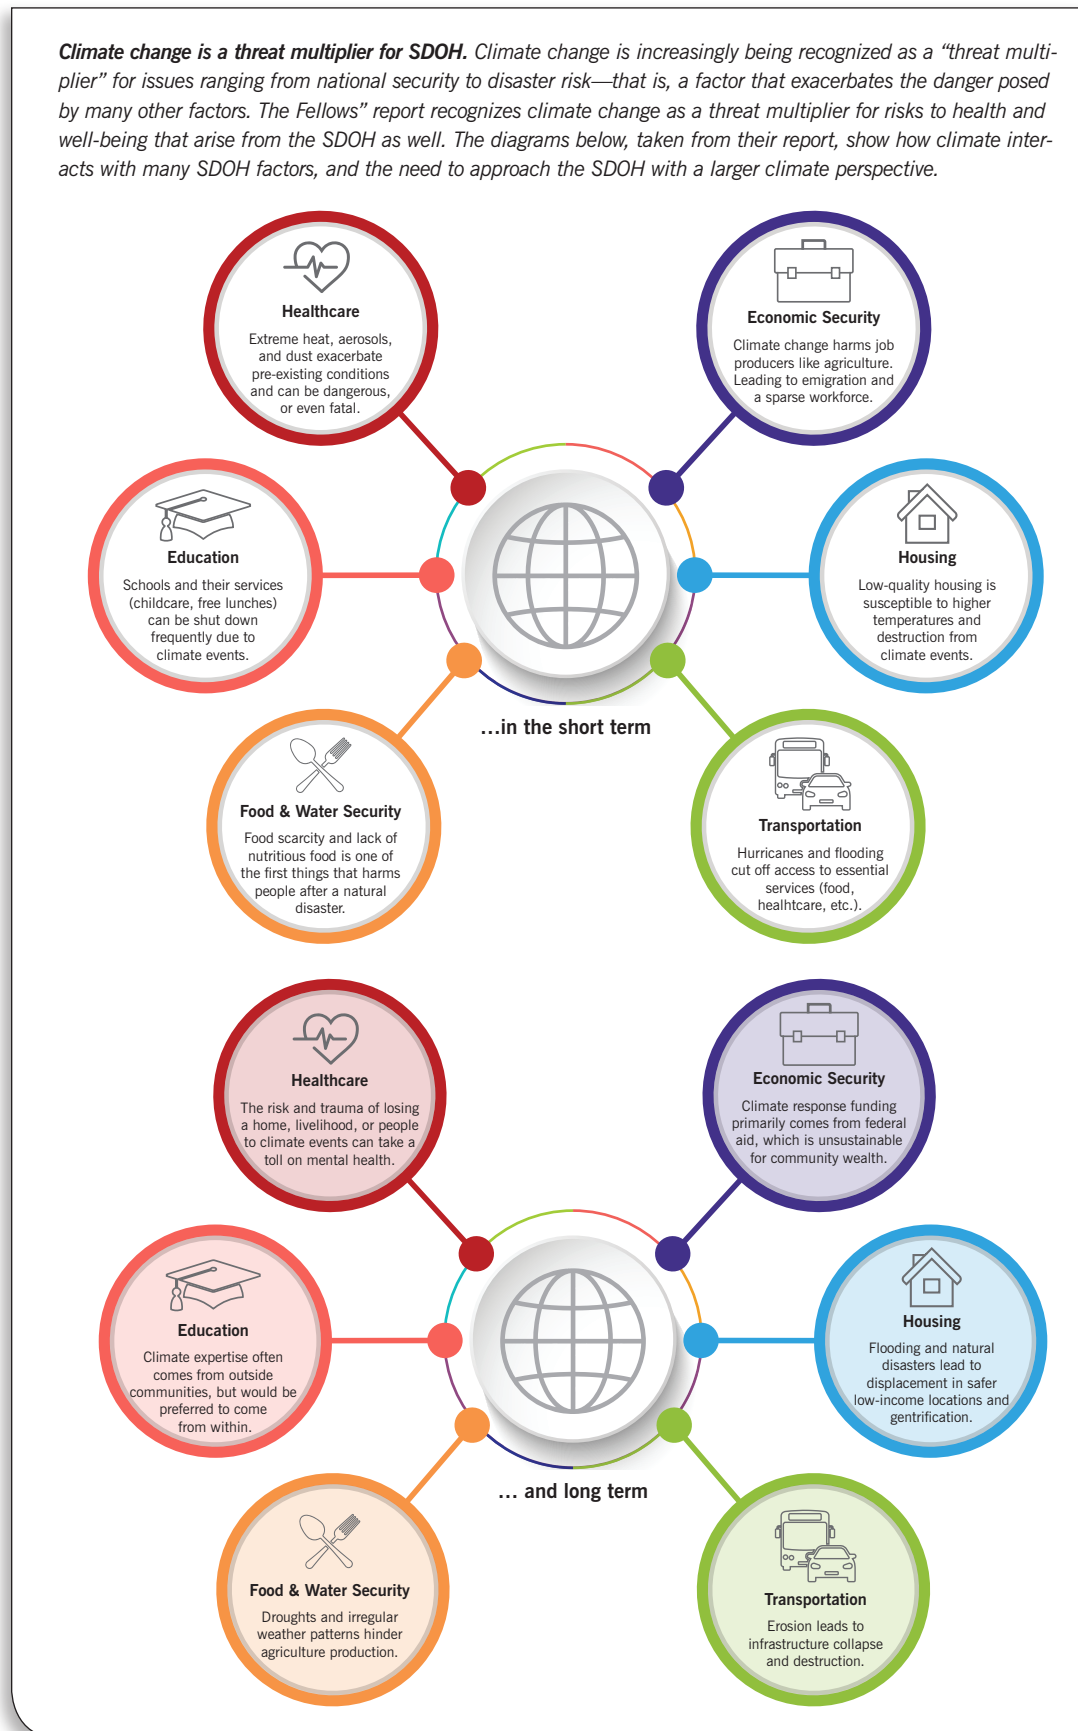 Climate change is a threat multiplier for SDOH. Climate change is increasingly being recognized as a “threat multi-
plier” for issues ranging from national security to disaster risk—that is, a factor that exacerbates the danger posed
by many other factors. The Fellows” report recognizes climate change as a threat multiplier for risks to health and
well-being that arise from the SDOH as well. The diagrams below, taken from their report, show how climate inter-
acts with many SDOH factors, and the need to approach the SDOH with a larger climate perspective.
Healthcare
Extreme heat, aerosols,
and dust exacerbate
pre-existing conditions
and can be dangerous,
or even fatal.
Economic Security
Climate change harms job
producers like agriculture.
Leading to emigration and
a sparse workforce.
Education
Schools and their services
(childcare, free lunches)
can be shut down
frequently due to
climate events.
Housing
Low-quality housing is
susceptible to higher
temperatures and
destruction from
climate events.
...in the short term
Food & Water Security
Food scarcity and lack of
nutritious food is one of
the first things that harms
people after a natural
disaster.
Transportation
Hurricanes and flooding
cut off access to essential
services (food,
healhtcare, etc.).
Healthcare
The risk and trauma of losing
a home, livelihood, or people
to climate events can take a
toll on mental health.
Economic Security
Climate response funding
primarily comes from federal
aid, which is unsustainable
for community wealth.
Education
Climate expertise often
comes from outside
communities, but would be
preferred to come
from within.
Housing
Flooding and natural
disasters lead to
displacement in safer
low-income locations and
gentrification.
... and long term
Food & Water Security
Droughts and irregular
weather patterns hinder
agriculture production.
Transportation
Erosion leads to
infrastructure collapse
and destruction.